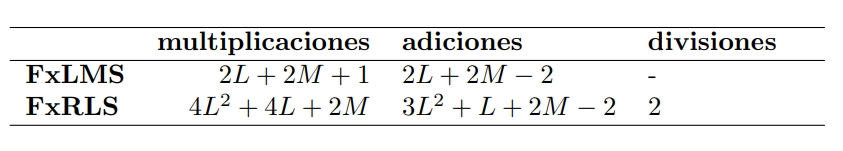 multiplicaciones adiciones divisiones
FxLMS 2L + 2M + 1 2L + 2M − 2 -
FxRLS 4L² + 4L + 2M 3L² + L + 2M − 2 2